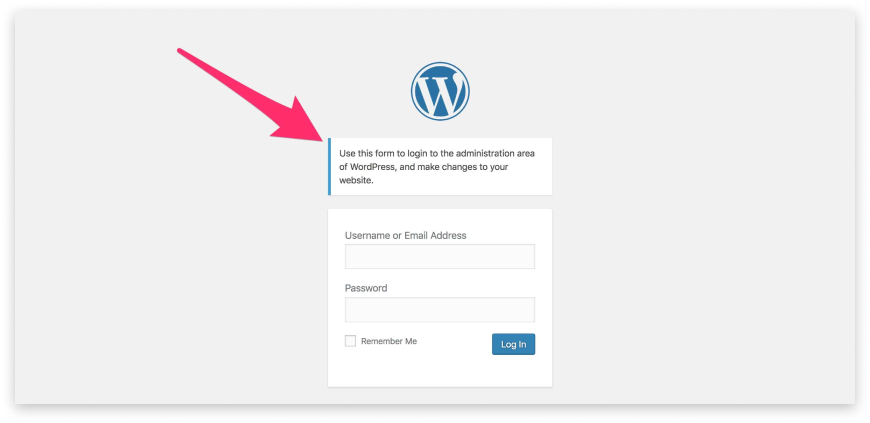 Use this form to login to the administration area
of WordPress, and make changes to your
website.
Username or Email Address
Password
Remember Me
Log In